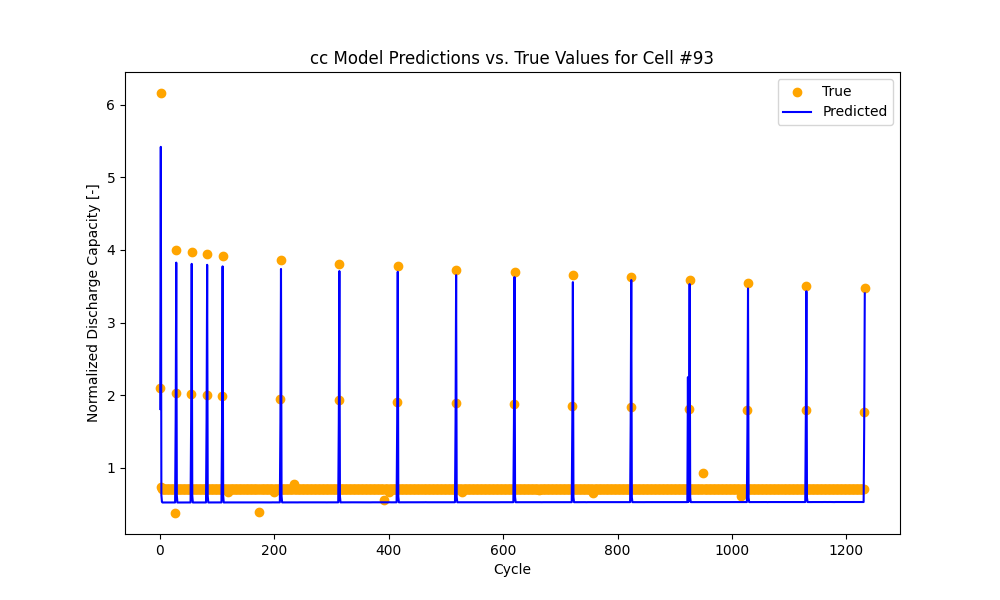 cc Model Predictions vs. True Values for Cell #93
True
Predicted
Normalized Discharge Capacity [-]
6
5
4
3
2
1
0
200
400
600
800
1000
1200
Cycle